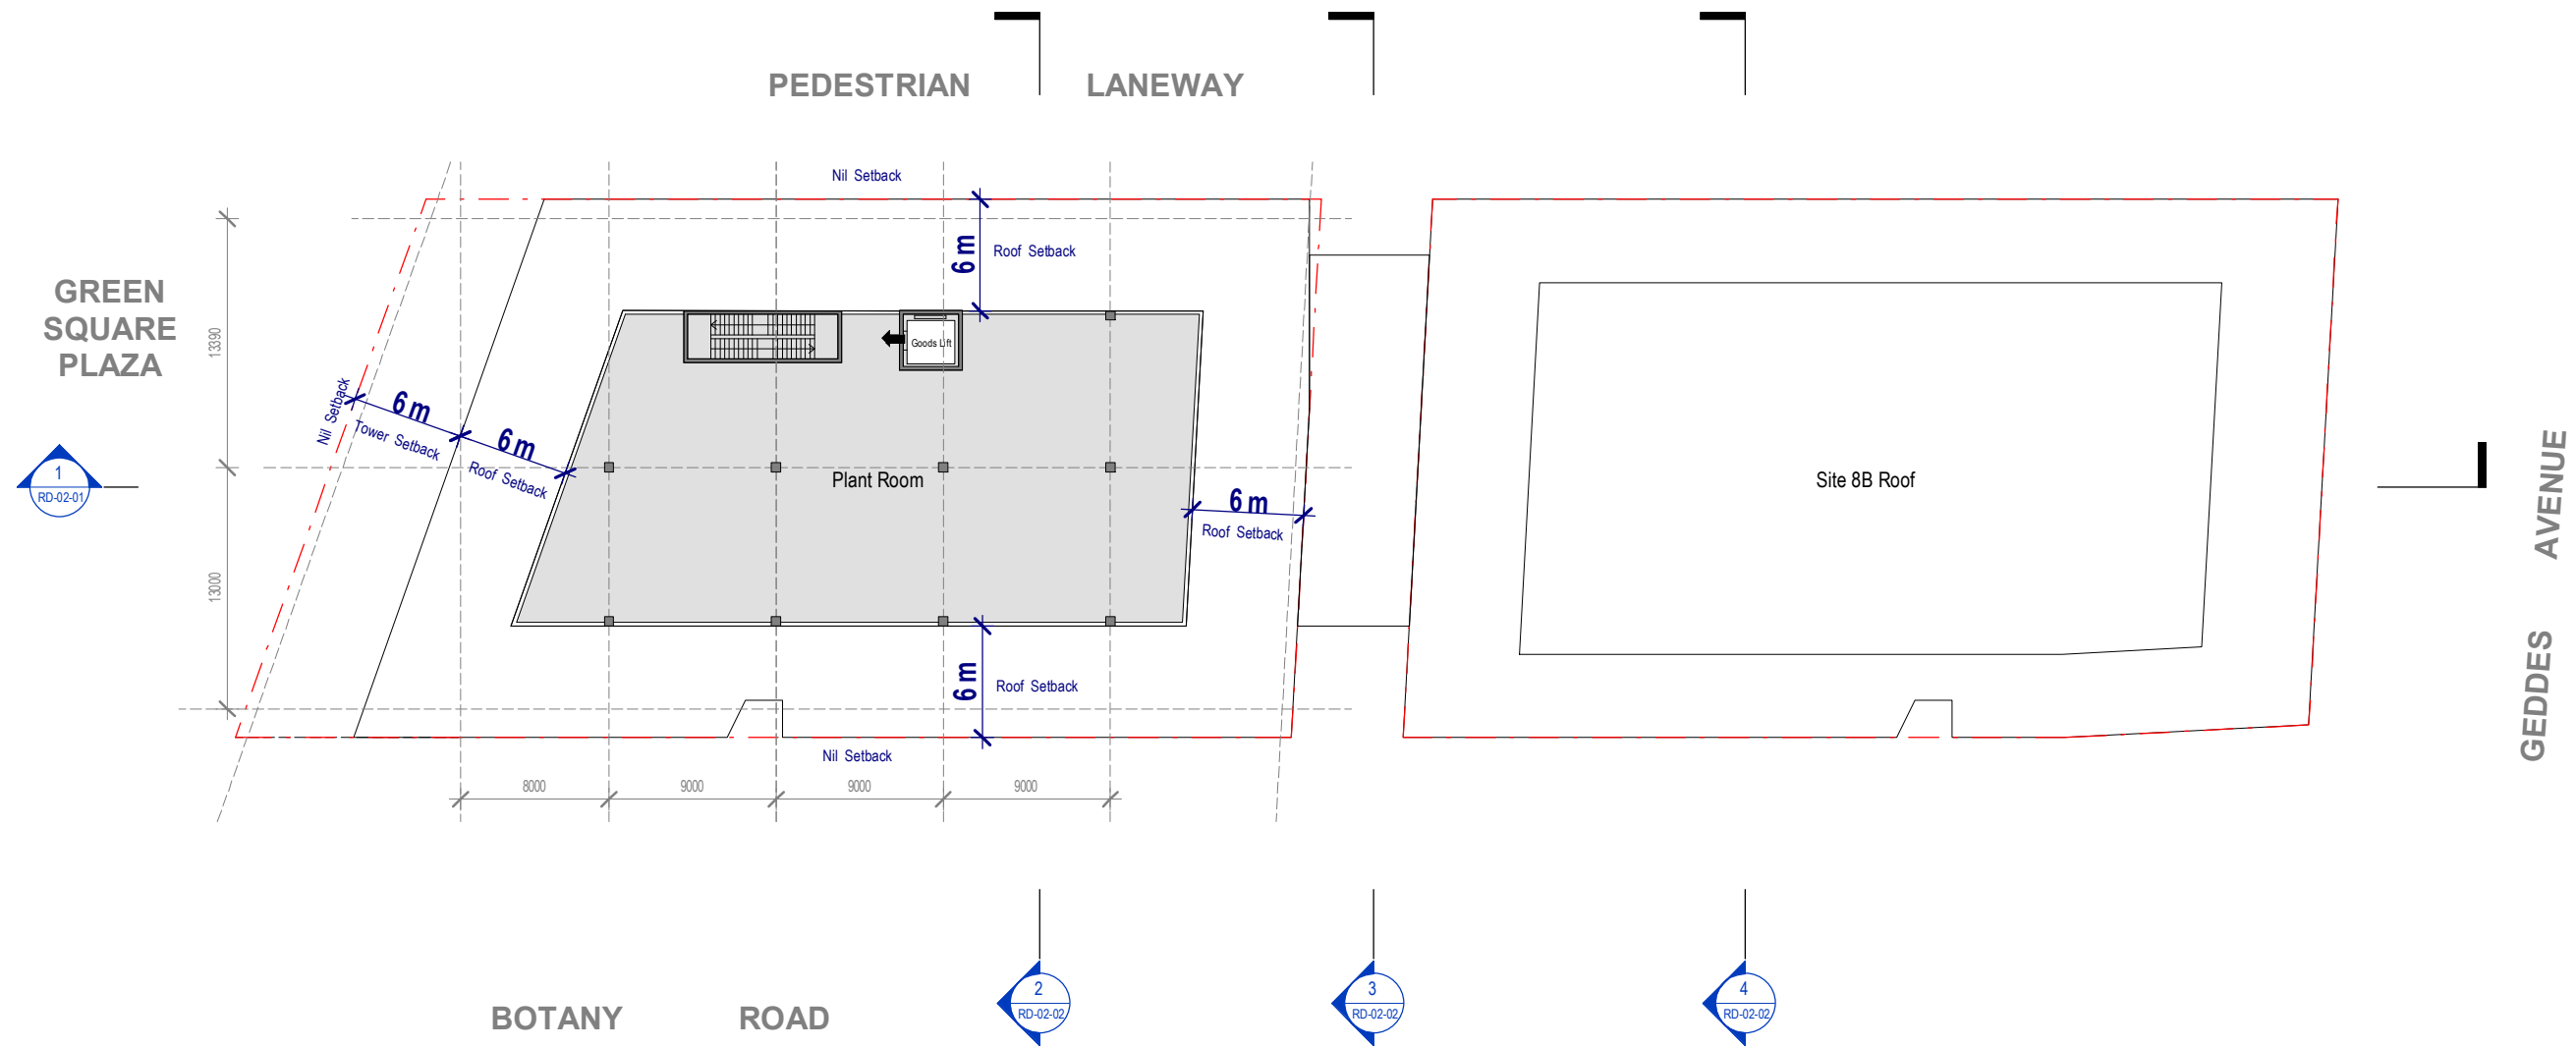 PEDESTRIAN LANEWAY
Nil Setback
6 m
Roof Setback
GREEN
SQUARE
PLAZA
13390
Goods Lift
Nil Setback
6 m
Tower Setback
6 m
Roof Setback
1
RD-02-01
Plant Room
6 m
Roof Setback
Site 8B Roof
GEDDES AVENUE
13000
6 m
Roof Setback
Nil Setback
8000
9000
9000
9000
2
RD-02-02
3
RD-02-02
4
RD-02-02
BOTANY ROAD